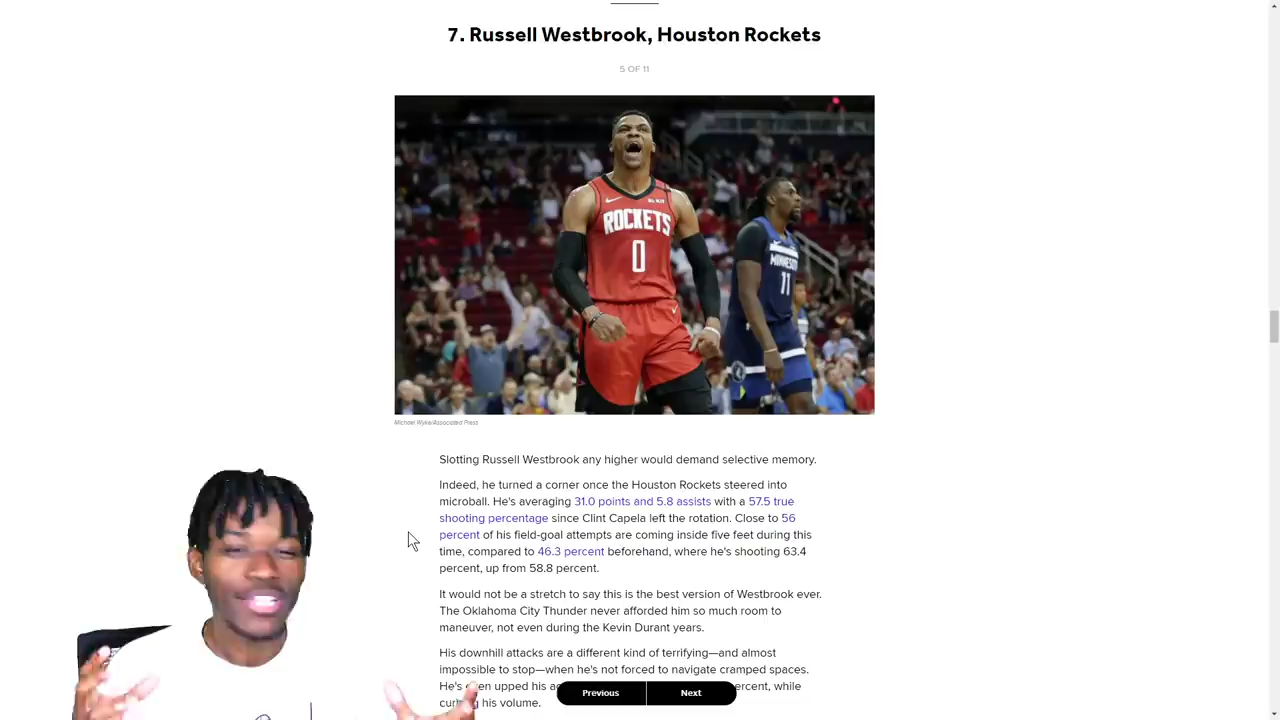 7. Russell Westbrook, Houston Rockets
5 OF 11
ROCKETS
0
MINNESOTA
11
Michael Wyke/Associated Press
Slotting Russell Westbrook any higher would demand selective memory.
Indeed, he turned a corner once the Houston Rockets steered into
microball. He's averaging 31.0 points and 5.8 assists with a 57.5 true
shooting percentage since Clint Capela left the rotation. Close to 56
percent of his field-goal attempts are coming inside five feet during this
time, compared to 46.3 percent beforehand, where he's shooting 63.4
percent, up from 58.8 percent.
It would not be a stretch to say this is the best version of Westbrook ever.
The Oklahoma City Thunder never afforded him so much room to
maneuver, not even during the Kevin Durant years.
His downhill attacks are a different kind of terrifying—and almost
impossible to stop—when he's not forced to navigate cramped spaces.
He's upped his percent, while
his volume.
Previous
Next